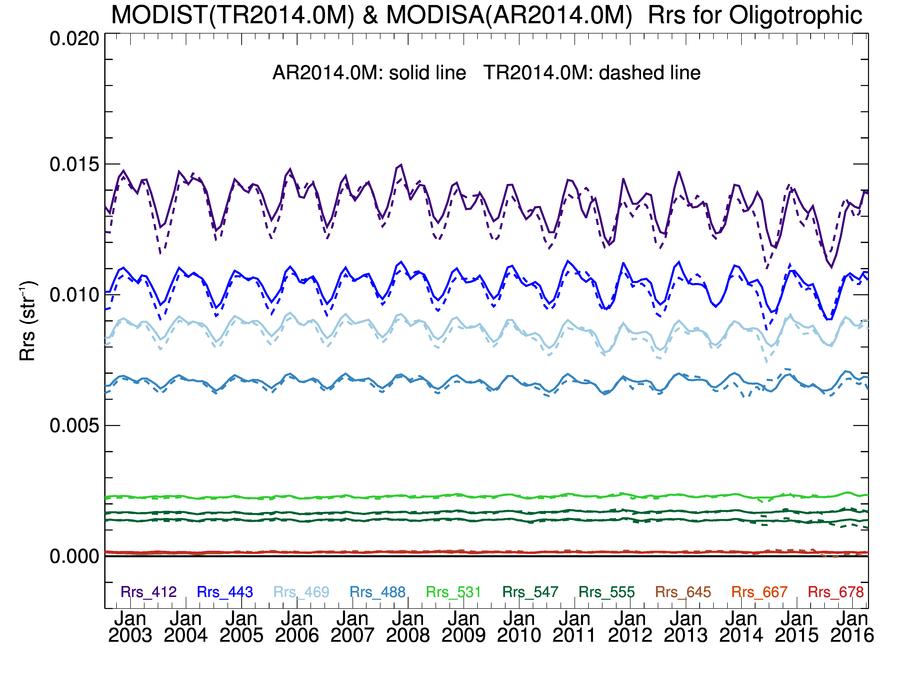 MODIST(TR2014.0M) & MODISA(AR2014.0M) Rrs for Oligotrophic
AR2014.0M: solid line TR2014.0M: dashed line
0.020
0.015
0.010
0.005
0.000
Rrs (str⁻¹)
Rrs_412 Rrs_443 Rrs_469 Rrs_488 Rrs_531 Rrs_547 Rrs_555 Rrs_645 Rrs_667 Rrs_678
Jan Jan Jan Jan Jan Jan Jan Jan Jan Jan Jan Jan Jan Jan
2003 2004 2005 2006 2007 2008 2009 2010 2011 2012 2013 2014 2015 2016